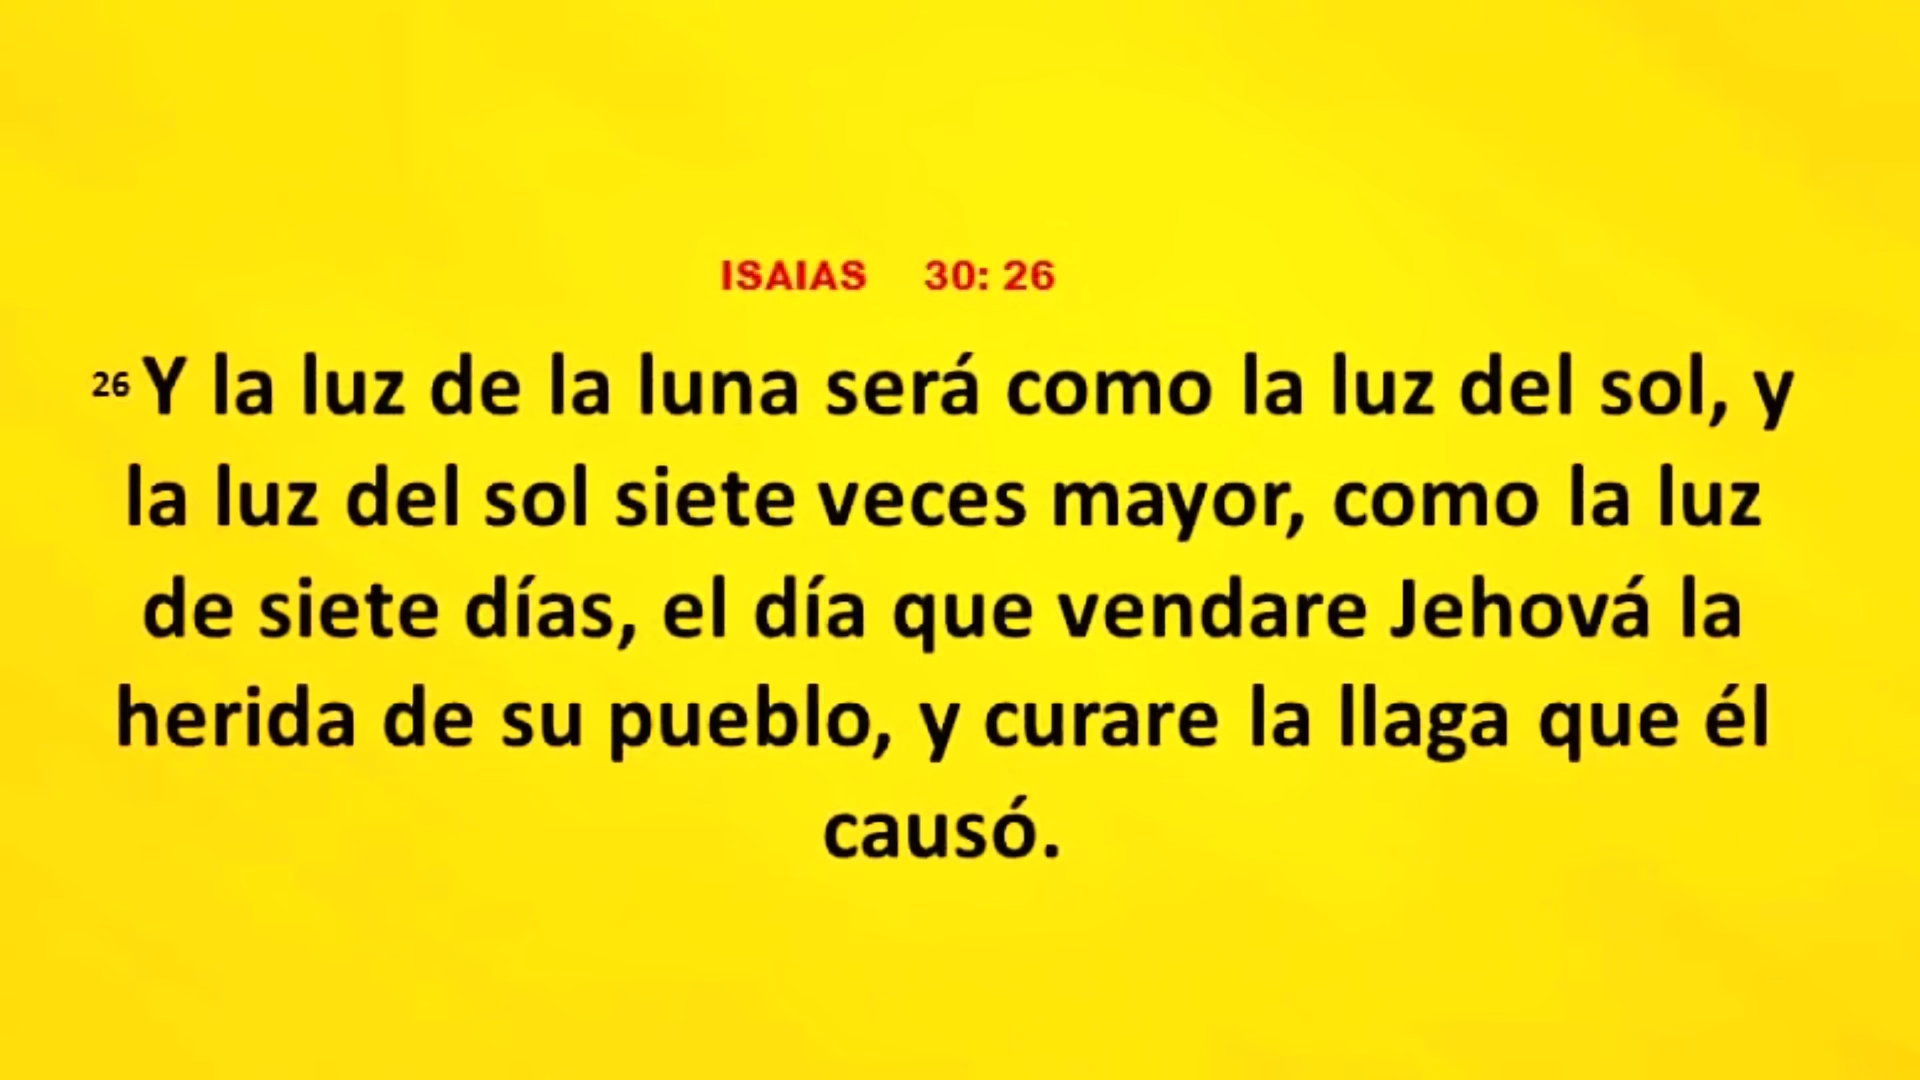 ISAIAS 30: 26
26 Y la luz de la luna será como la luz del sol, y
la luz del sol siete veces mayor, como la luz
de siete días, el día que vendare Jehová la
herida de su pueblo, y curare la llaga que él
causó.